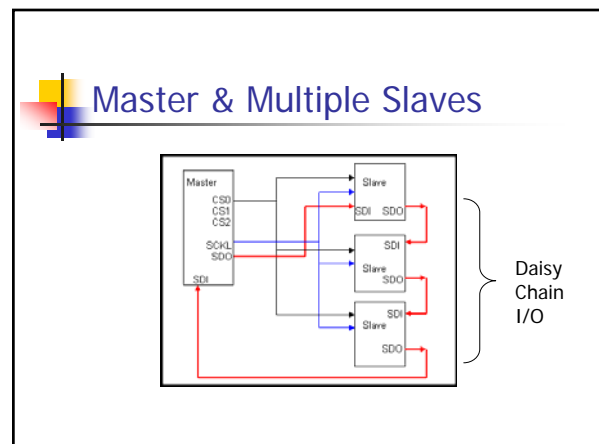 Master & Multiple Slaves
Master
CS0
CS1
CS2
SCKL
SDO
SDI
Slave
SDI SDO
SDI
Slave
SDO
SDI
Slave
SDO
Daisy
Chain
I/O